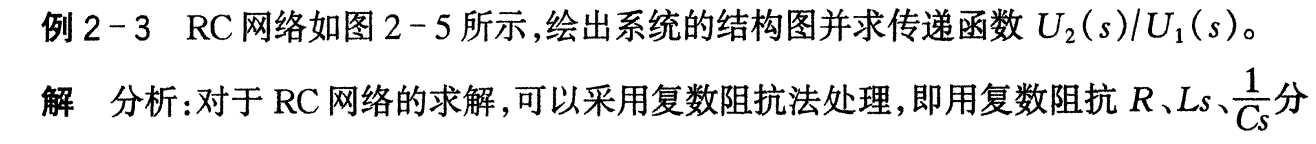 例 2-3 RC 网络如图 2-5 所示,绘出系统的结构图并求传递函数 U₂(s)/U₁(s)。
解 分析:对于 RC 网络的求解,可以采用复数阻抗法处理,即用复数阻抗 R、Ls、1/Cs分